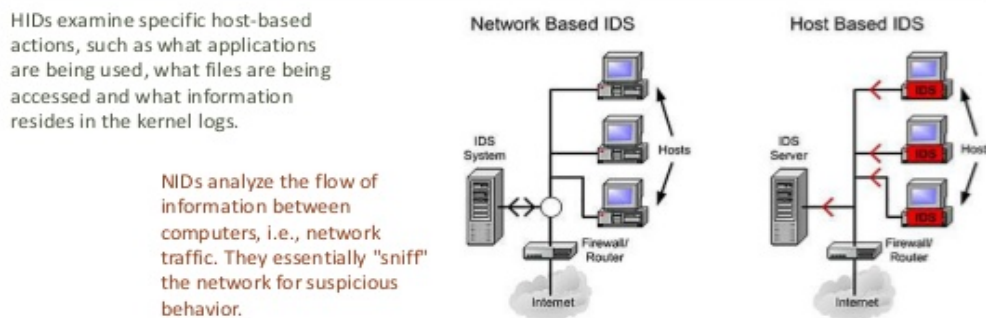 HIDs examine specific host-based
actions, such as what applications
are being used, what files are being
accessed and what information
resides in the kernel logs.
NIDs analyze the flow of
information between
computers, i.e., network
traffic. They essentially "sniff"
the network for suspicious
behavior.
Network Based IDS
IDS
System
Hosts
Firewall/
Router
Internet
Host Based IDS
IDS
IDS
Server
IDS
Host
IDS
Firewall/
Router
Internet